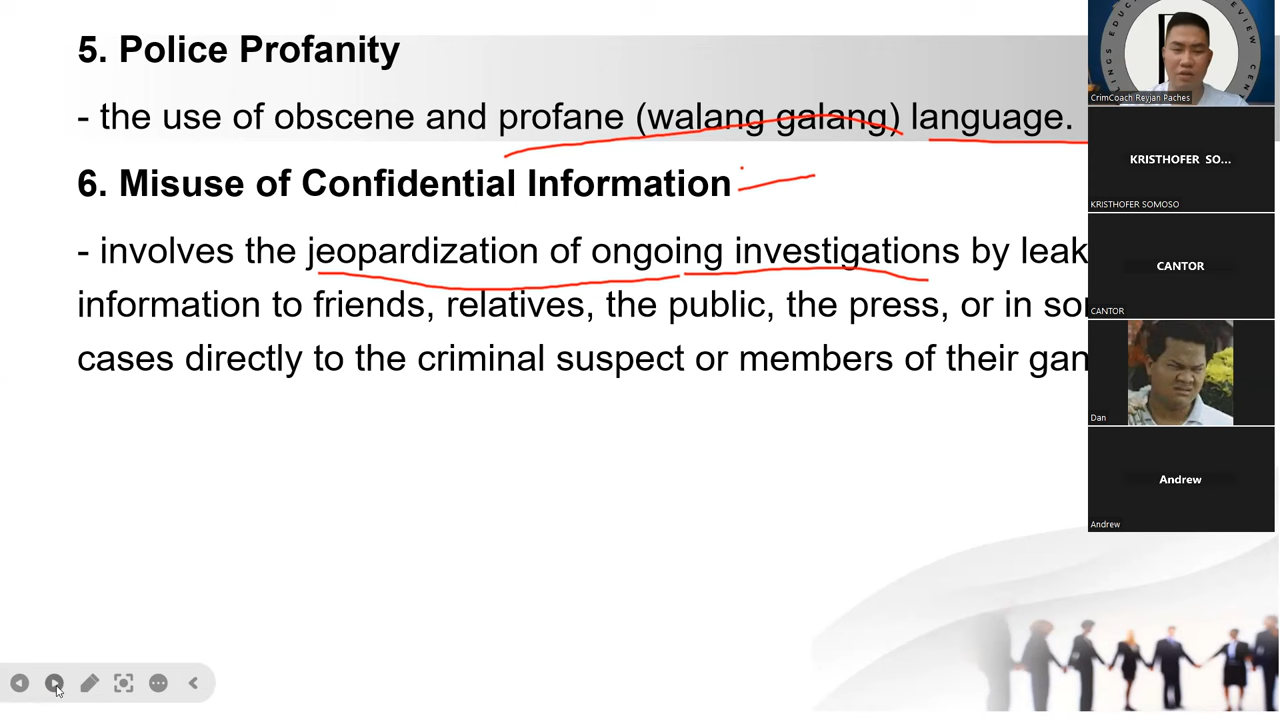 5. Police Profanity
- the use of obscene and profane (walang galang) language.
6. Misuse of Confidential Information
- involves the jeopardization of ongoing investigations by leak
information to friends, relatives, the public, the press, or in
cases directly to the criminal suspect or members of their
CrimCoach Reyjan Paches
KRISTHOFER SO...
KRISTHOFER SOMOSO
CANTOR
CANTOR
Dan
Andrew
Andrew